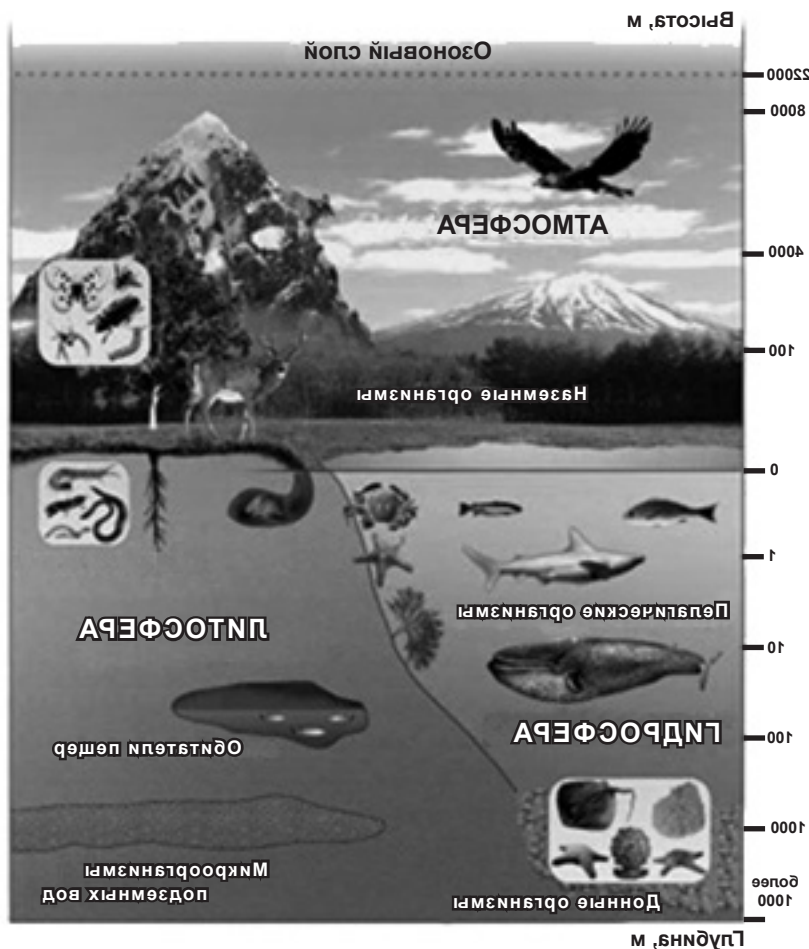 Высота, м
Озоновый слой
22000
8000
АТМОСФЕРА
4000
100
Наземные организмы
0
1
Пелагические организмы
ЛИТОСФЕРА
10
ГИДРОСФЕРА
100
Обитатели пещер
1000
Микроорганизмы
подземных вод
более
1000
Донные организмы
Глубина, м